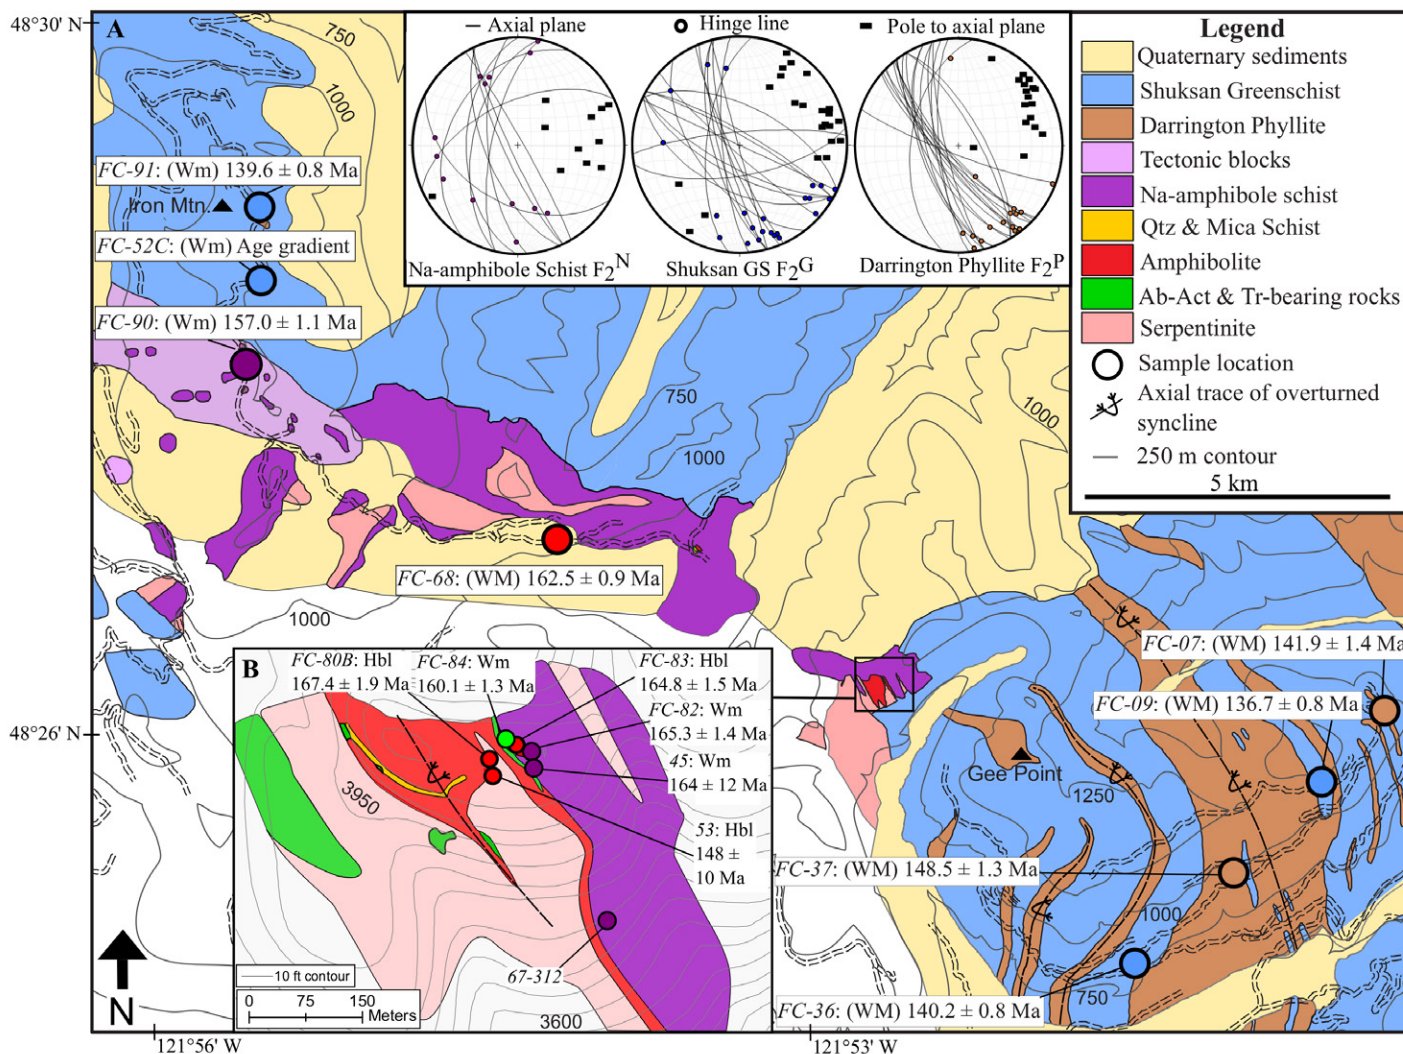 48°30' N
A
750
1000
— Axial plane
Hinge line
Pole to axial plane
Na-amphibole Schist F2N
Shuksan GS F2G
Darrington Phyllite F2P
Legend
Quaternary sediments
Shuksan Greenschist
Darrington Phyllite
Tectonic blocks
Na-amphibole schist
Qtz & Mica Schist
Amphibolite
Ab-Act & Tr-bearing rocks
Serpentinite
Sample location
Axial trace of overturned
syncline
250 m contour
5 km
FC-91: (Wm) 139.6 ± 0.8 Ma
Iron Mtn.
FC-52C: (Wm) Age gradient
FC-90: (Wm) 157.0 ± 1.1 Ma
750
1000
1000
FC-68: (WM) 162.5 ± 0.9 Ma
1000
FC-07: (WM) 141.9 ± 1.4 Ma
FC-09: (WM) 136.7 ± 0.8 Ma
48°26' N
Gee Point
1250
FC-37: (WM) 148.5 ± 1.3 Ma
1000
750
FC-36: (WM) 140.2 ± 0.8 Ma
B
FC-80B: Hbl
167.4 ± 1.9 Ma
FC-84: Wm
160.1 ± 1.3 Ma
FC-83: Hbl
164.8 ± 1.5 Ma
FC-82: Wm
165.3 ± 1.4 Ma
45: Wm
164 ± 12 Ma
53: Hbl
148 ±
10 Ma
3950
67-312
3600
10 ft contour
0 75 150
Meters
N
121°56' W
121°53' W